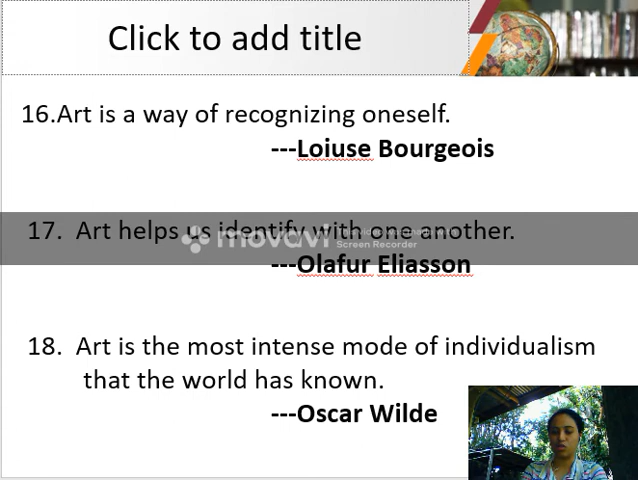 Click to add title
16.Art is a way of recognizing oneself.
---Loiuse Bourgeois
17. Art helps us identify with one another.
movavi
Screen Recorder
---Olafur Eliasson
18. Art is the most intense mode of individualism
that the world has known.
---Oscar Wilde